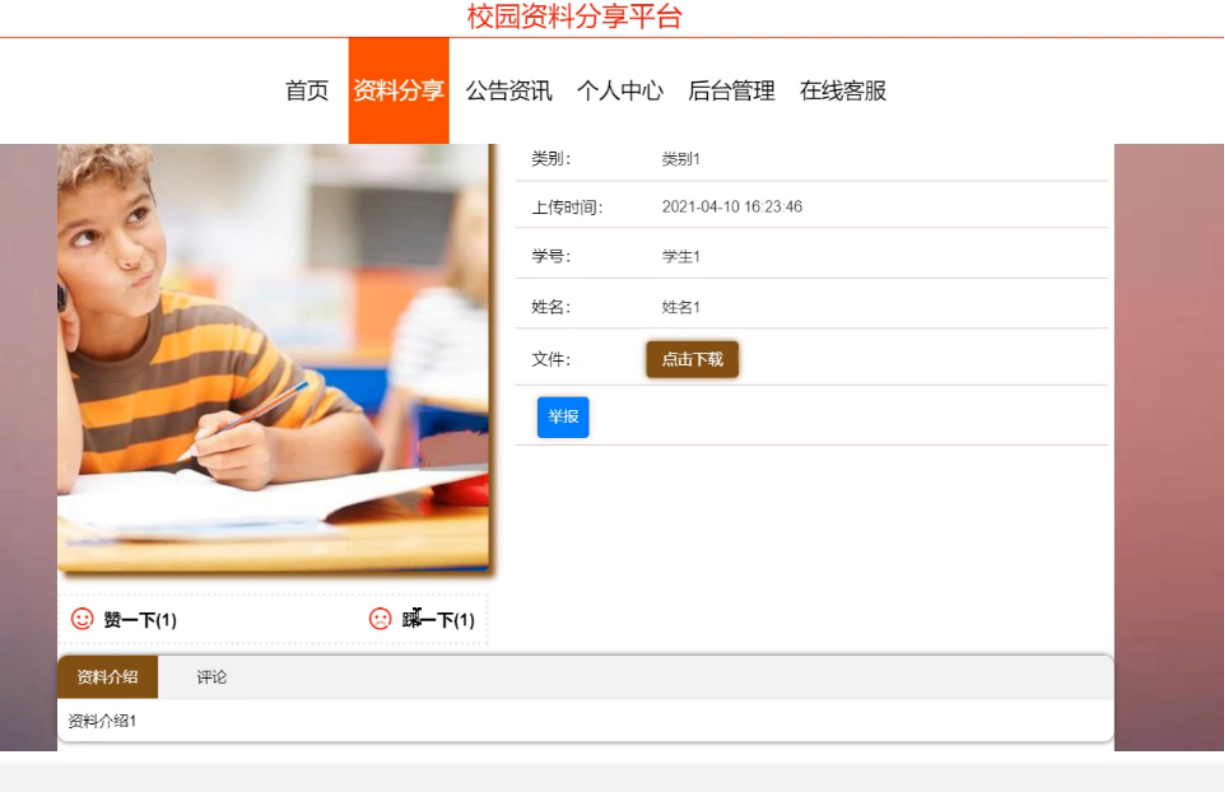 校园资料分享平台
首页 资料分享 公告资讯 个人中心 后台管理 在线客服
类别： 类别1
上传时间： 2021-04-10 16:23:46
学号： 学生1
姓名： 姓名1
文件： 点击下载
举报
赞一下(1) 踩一下(1)
资料介绍 评论
资料介绍1